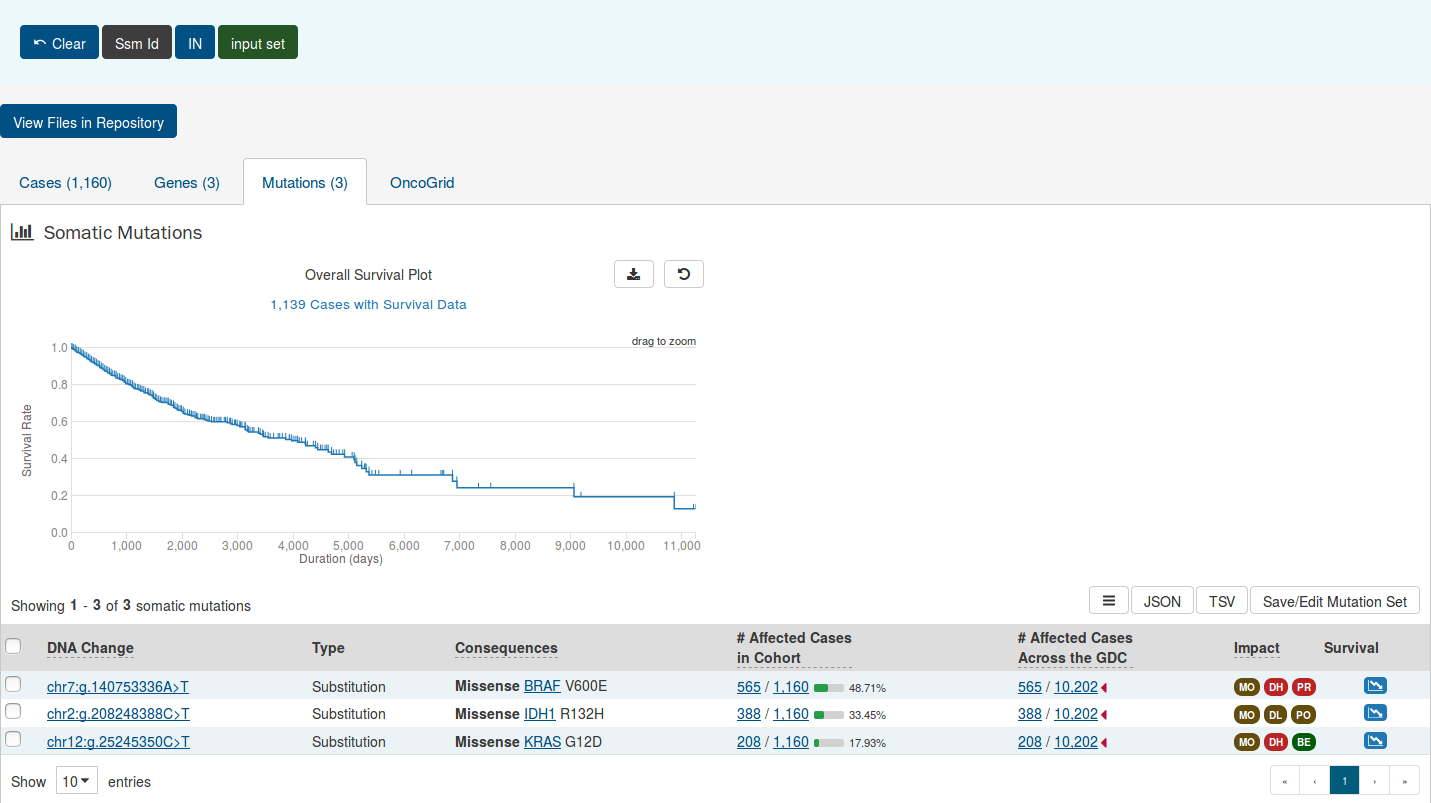 Clear Ssm Id IN input set
View Files in Repository
Cases (1,160) Genes (3) Mutations (3) OncoGrid
Somatic Mutations
Overall Survival Plot
1,139 Cases with Survival Data
drag to zoom
1.0
0.8
0.6
0.4
0.2
0.0
Survival Rate
0 1,000 2,000 3,000 4,000 5,000 6,000 7,000 8,000 9,000 10,000 11,000
Duration (days)
Showing 1 - 3 of 3 somatic mutations
JSON TSV Save/Edit Mutation Set
DNA Change Type Consequences # Affected Cases in Cohort # Affected Cases Across the GDC Impact Survival
chr7:g.140753336A>T Substitution Missense BRAF V600E 565 / 1,160 48.71% 565 / 10,202 MO DH PR
chr2:g.208248388C>T Substitution Missense IDH1 R132H 388 / 1,160 33.45% 388 / 10,202 MO DL PO
chr12:g.25245350C>T Substitution Missense KRAS G12D 208 / 1,160 17.93% 208 / 10,202 MO DH BE
Show 10 entries
« ‹ 1 › »